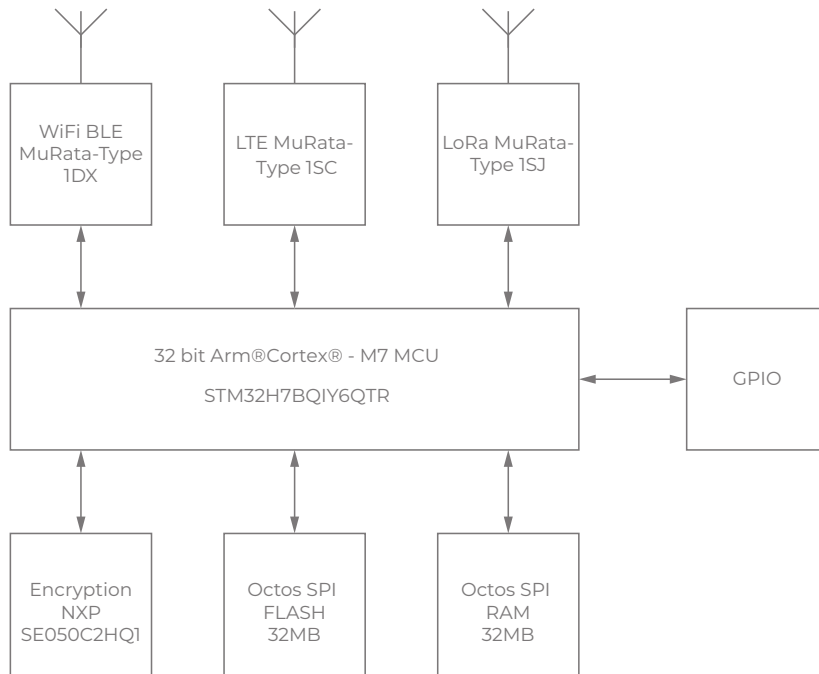 WiFi BLE
MuRata-Type
1DX
LTE MuRata-
Type 1SC
LoRa MuRata-
Type 1SJ
32 bit Arm®Cortex® - M7 MCU
STM32H7BQIY6QTR
GPIO
Encryption
NXP
SE050C2HQ1
Octos SPI
FLASH
32MB
Octos SPI
RAM
32MB